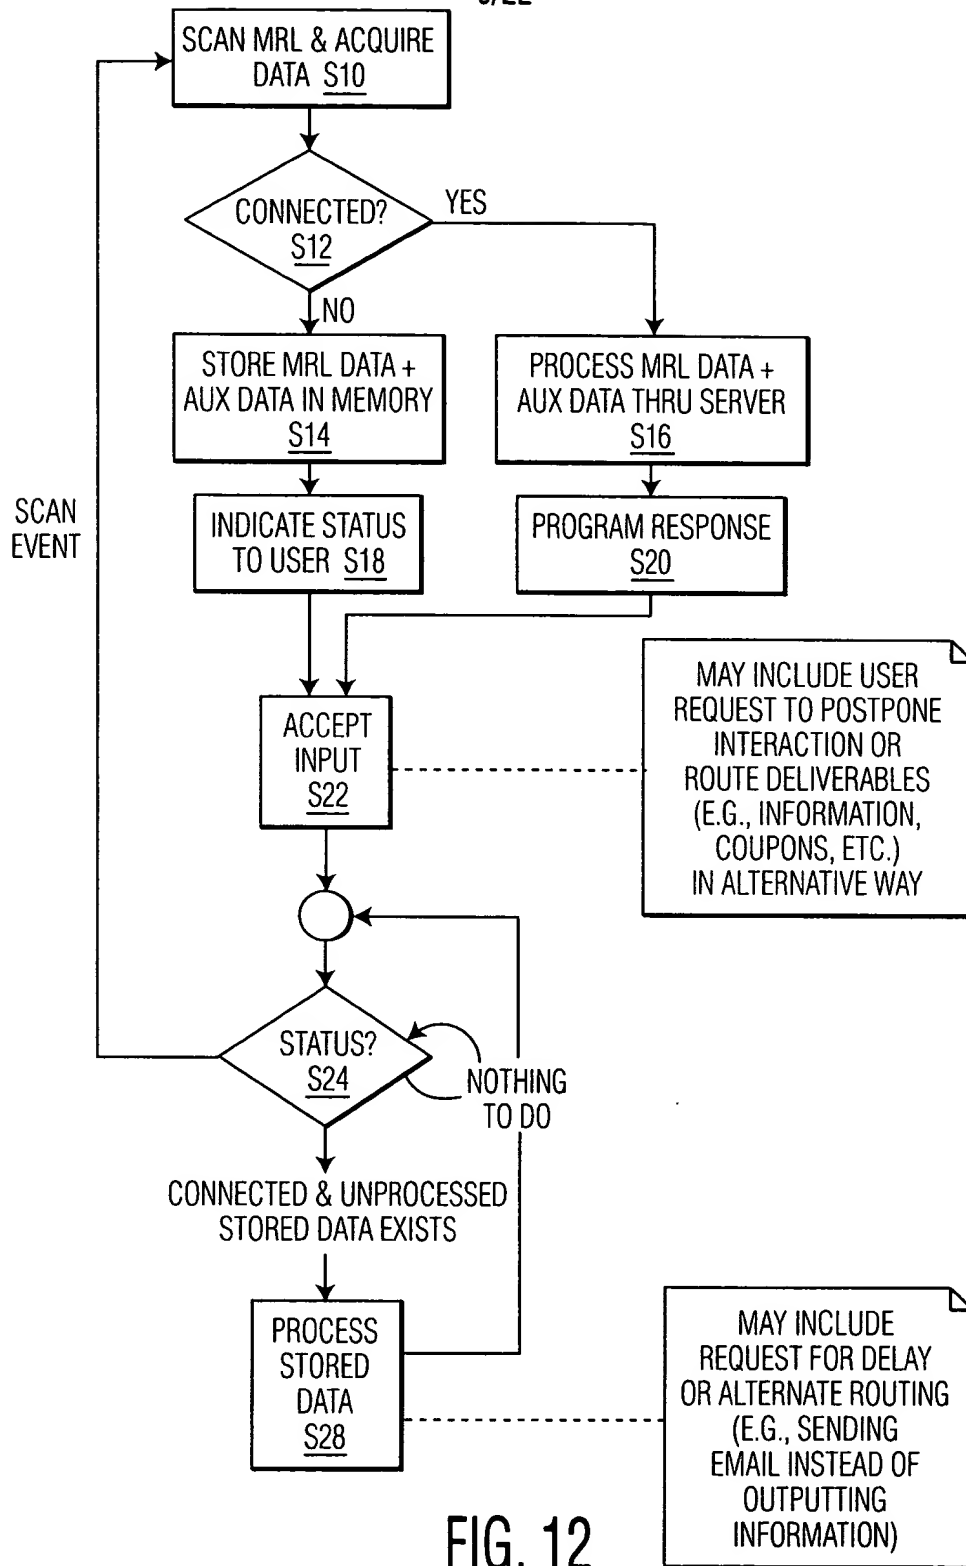 SCAN MRL & ACQUIRE
DATA S10
CONNECTED?
S12
YES
NO
STORE MRL DATA +
AUX DATA IN MEMORY
S14
PROCESS MRL DATA +
AUX DATA THRU SERVER
S16
SCAN
EVENT
INDICATE STATUS
TO USER S18
PROGRAM RESPONSE
S20
ACCEPT
INPUT
S22
MAY INCLUDE USER
REQUEST TO POSTPONE
INTERACTION OR
ROUTE DELIVERABLES
(E.G., INFORMATION,
COUPONS, ETC.)
IN ALTERNATIVE WAY
STATUS?
S24
NOTHING
TO DO
CONNECTED & UNPROCESSED
STORED DATA EXISTS
PROCESS
STORED
DATA
S28
MAY INCLUDE
REQUEST FOR DELAY
OR ALTERNATE ROUTING
(E.G., SENDING
EMAIL INSTEAD OF
OUTPUTTING
INFORMATION)
FIG. 12